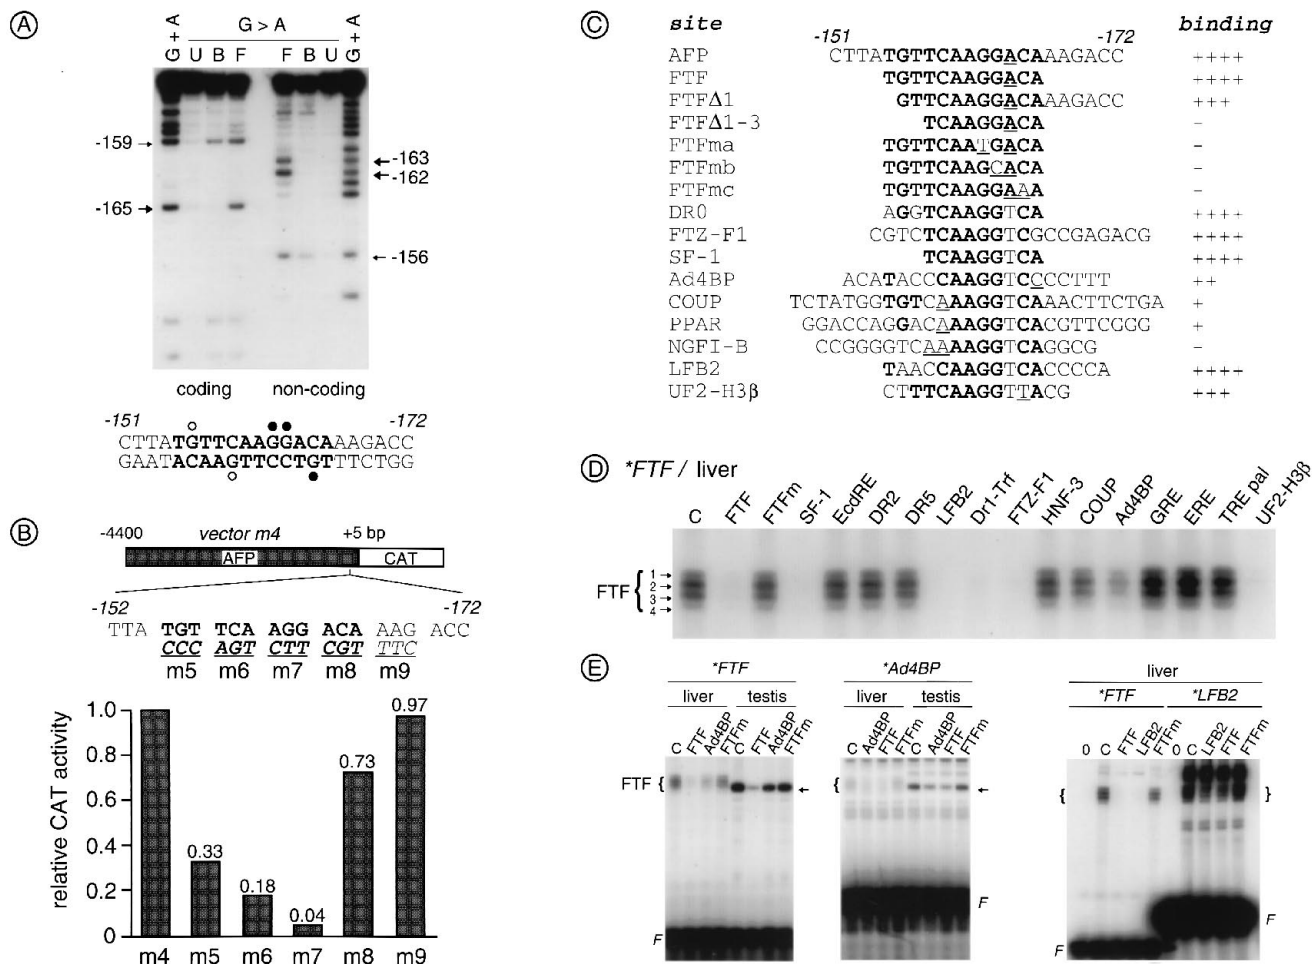 A
G + A
G > A
U B F F B U
G + A
-159
-163
-162
-165
-156
coding non-coding
-151 -172
CTTATGTTCAAGGACAAAGACC
GAATACAAGTTCCTGTTTCTGG
B
-4400 vector m4 +5 bp
AFP CAT
-152 -172
TTA TGT TCA AGG ACA AAG ACC
CCC AGT CTT CGT TTC
m5 m6 m7 m8 m9
relative CAT activity
1.0
0.8
0.6
0.4
0.2
0
0.33
0.18
0.04
0.73
0.97
m4 m5 m6 m7 m8 m9
C
site binding
-151 -172
AFP CTTATGTTCAAGGACAAAGACC ++++
FTF TGTTCAAGGACA ++++
FTFΔ1 GTTCAAGGACAAAGACC +++
FTFΔ1-3 TCAAGGACA -
FTFma TGTTCAATGACA -
FTFmb TGTTCAAGCACA -
FTFmc TGTTCAAGGAAA -
DR0 AGGTCAAGGTCA ++++
FTZ-F1 CGTCTCAAGGTCGCCGAGACG ++++
SF-1 TCAAGGTCA ++++
Ad4BP ACATACCCAAGGTCCCCTTT ++
COUP TCTATGGTGTCAAAGGTCAAACTTCTGA +
PPAR GGACCAGGACAAAGGTCACGTTCGGG +
NGFI-B CCGGGGTCAAAAGGTCAGGCG -
LFB2 TAACCAAGGTCACCCCA ++++
UF2-H3β CTTTCAAGGTTACG +++
D
*FTF / liver
C FTF FTFm SF-1 EcdRE DR2 DR5 LFB2 Dr1-Trf FTZ-F1 HNF-3 COUP Ad4BP GRE ERE TRE pal UF2-H3β
FTF
1
2
3
4
E
*FTF
liver testis
C FTF Ad4BP FTFm C FTF Ad4BP FTFm
FTF
F
*Ad4BP
liver testis
C Ad4BP FTF FTFm C Ad4BP FTF FTFm
F
liver
*FTF *LFB2
0 C FTF LFB2 FTFm 0 C LFB2 FTF FTFm
F
F